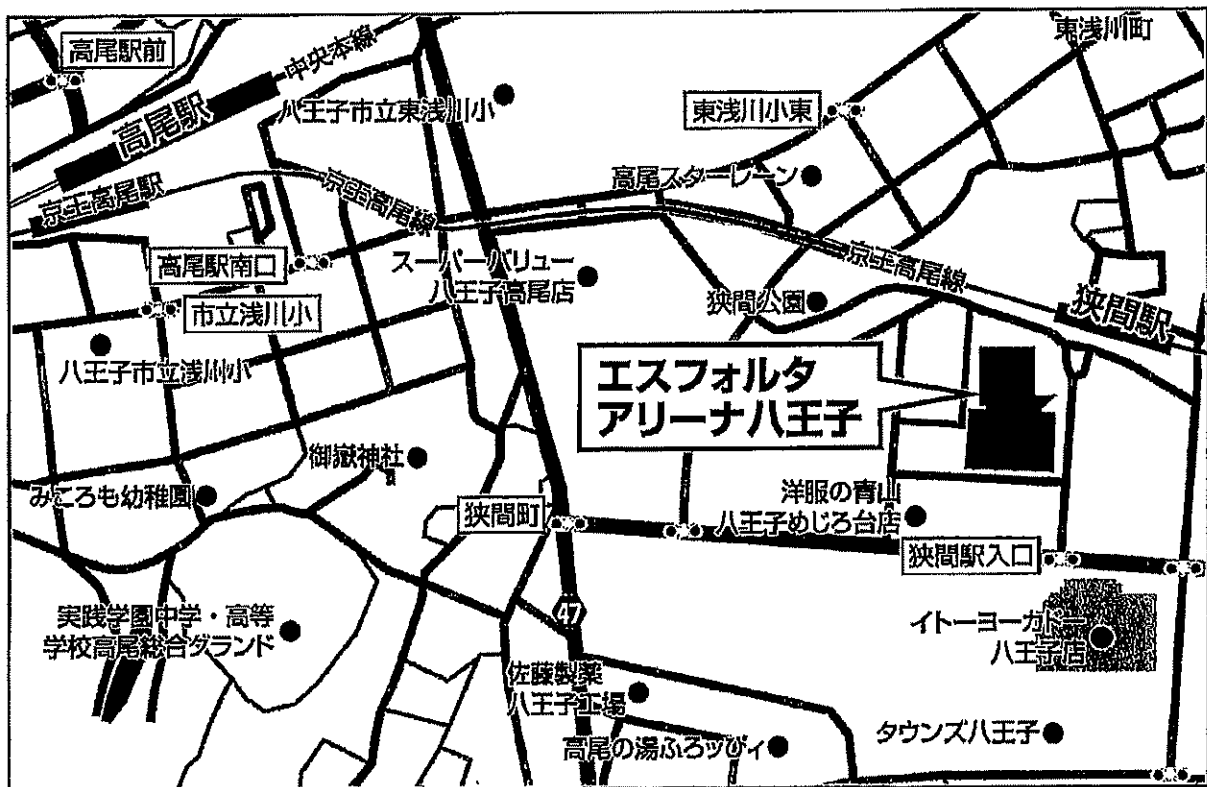 高尾駅前
東浅川町
中央本線
高尾駅
八王子市立東浅川小
東浅川小東
高尾スターレーン
京王高尾駅
京王高尾線
高尾駅南口
スーパーバリュー
八王子高尾店
京王高尾線
狭間公園
狭間駅
市立浅川小
八王子市立浅川小
エスフォルタ
アリーナ八王子
御嶽神社
みころも幼稚園
狭間町
洋服の青山
八王子めじろ台店
狭間駅入口
47
実践学園中学・高等
学校高尾総合グランド
イトーヨーカドー
八王子店
佐藤製薬
八王子工場
高尾の湯ふろッぴィ
タウンズ八王子